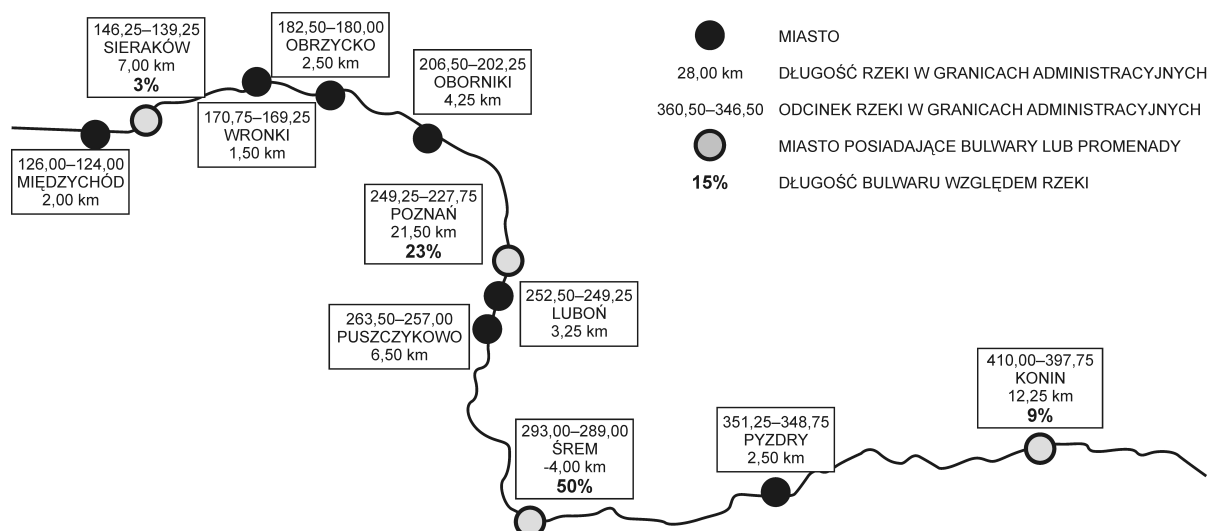 146,25–139,25
SIERAKÓW
7,00 km
3%
182,50–180,00
OBRZYCKO
2,50 km
206,50–202,25
OBORNIKI
4,25 km
170,75–169,25
WRONKI
1,50 km
126,00–124,00
MIĘDZYCHÓD
2,00 km
249,25–227,75
POZNAŃ
21,50 km
23%
252,50–249,25
LUBOŃ
3,25 km
263,50–257,00
PUSZCZYKOWO
6,50 km
293,00–289,00
ŚREM
-4,00 km
50%
351,25–348,75
PYZDRY
2,50 km
410,00–397,75
KONIN
12,25 km
9%
MIASTO
28,00 km DŁUGOŚĆ RZEKI W GRANICACH ADMINISTRACYJNYCH
360,50–346,50 ODCINEK RZEKI W GRANICACH ADMINISTRACYJNYCH
MIASTO POSIADAJĄCE BULWARY LUB PROMENADY
15% DŁUGOŚĆ BULWARU WZGLĘDEM RZEKI